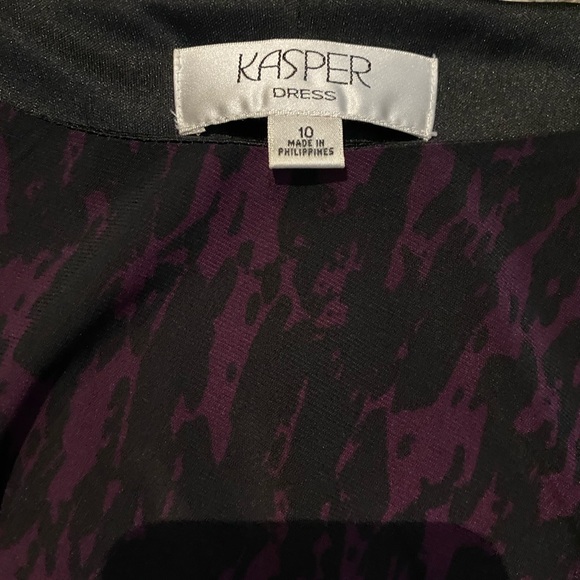 KASPER
DRESS
10
MADE IN
PHILIPPINES